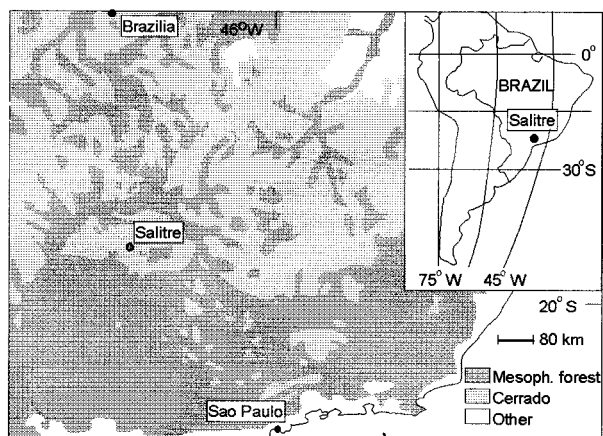 Brazilia
46°W
Salitre
Sao Paulo
0°
BRAZIL
Salitre
30°S
75° W
45° W
20° S
80 km
Mesoph. forest
Cerrado
Other